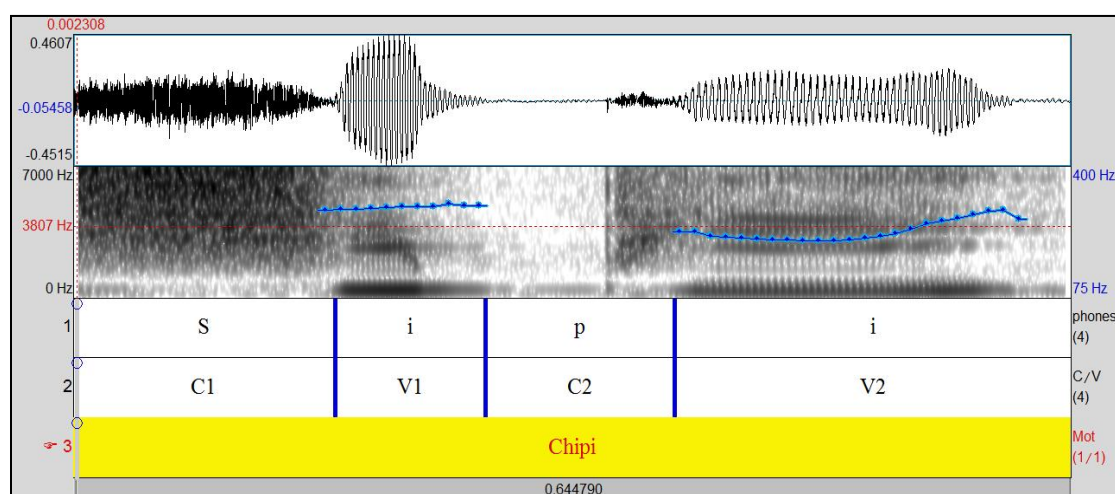 0.002308
0.4607
-0.05458
-0.4515
7000 Hz 400 Hz
3807 Hz
0 Hz 75 Hz
1 S i p i phones (4)
2 C1 V1 C2 V2 C/V (4)
3 Chipi Mot (1/1)
0.644790